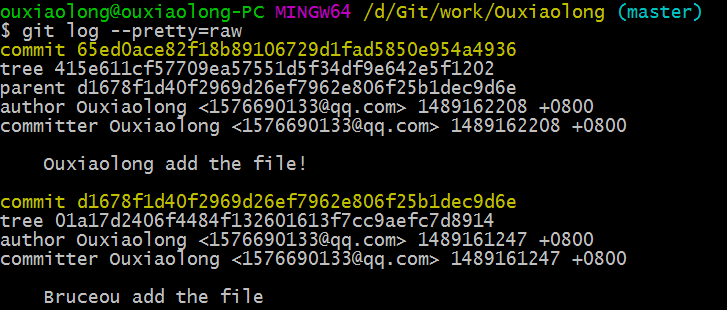 ouxiaolong@ouxiaolong-PC MINGW64 /d/Git/work/Ouxiaolong (master)
$ git log --pretty=raw
commit 65ed0ace82f18b89106729d1fad5850e954a4936
tree 415e611cf57709ea57551d5f34df9e642e5f1202
parent d1678f1d40f2969d26ef7962e806f25b1dec9d6e
author Ouxiaolong <1576690133@qq.com> 1489162208 +0800
committer Ouxiaolong <1576690133@qq.com> 1489162208 +0800
Ouxiaolong add the file!
commit d1678f1d40f2969d26ef7962e806f25b1dec9d6e
tree 01a17d2406f4484f132601613f7cc9aefc7d8914
author Ouxiaolong <1576690133@qq.com> 1489161247 +0800
committer Ouxiaolong <1576690133@qq.com> 1489161247 +0800
Bruceou add the file